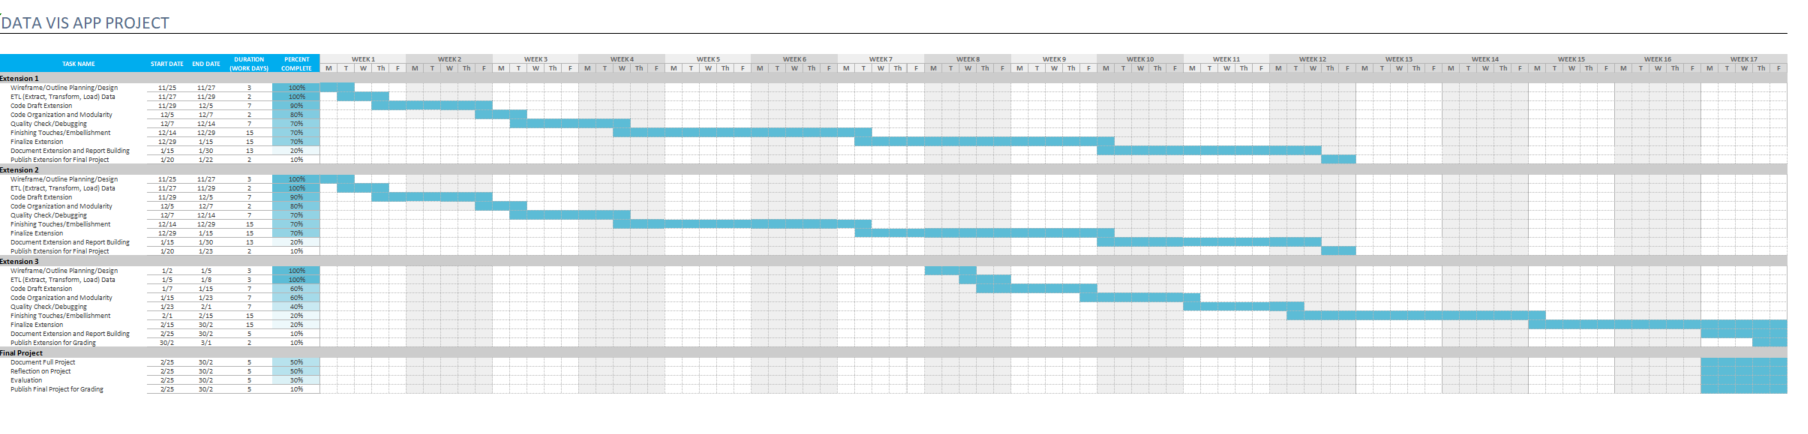 DATA VIS APP PROJECT
WEEK 1 WEEK 2 WEEK 3 WEEK 4 WEEK 5 WEEK 6 WEEK 7 WEEK 8 WEEK 9 WEEK 10 WEEK 11 WEEK 12 WEEK 13 WEEK 14 WEEK 15 WEEK 16 WEEK 17
TASK NAME START DATE END DATE DURATION (WORK DAYS) PERCENT COMPLETE
M T W Th F M T W Th F M T W Th F M T W Th F M T W Th F M T W Th F M T W Th F M T W Th F M T W Th F M T W Th F M T W Th F M T W Th F M T W Th F M T W Th F M T W Th F M T W Th F M T W Th F
Extension 1
Wireframe/Outline Planning/Design 11/25 11/27 3 100%
ETL (Extract, Transform, Load) Data 11/27 11/29 2 100%
Code Draft Extension 11/29 12/5 7 90%
Code Organization and Modularity 12/5 12/7 2 80%
Quality Check/Debugging 12/7 12/14 7 70%
Finishing Touches/Embellishment 12/14 12/29 15 70%
Finalize Extension 12/29 1/15 15 70%
Document Extension and Report Building 1/15 1/30 13 20%
Publish Extension for Final Project 1/20 1/22 2 10%
Extension 2
Wireframe/Outline Planning/Design 11/25 11/27 3 100%
ETL (Extract, Transform, Load) Data 11/27 11/29 2 100%
Code Draft Extension 11/29 12/5 7 90%
Code Organization and Modularity 12/5 12/7 2 80%
Quality Check/Debugging 12/7 12/14 7 70%
Finishing Touches/Embellishment 12/14 12/29 15 70%
Finalize Extension 12/29 1/15 15 70%
Document Extension and Report Building 1/15 1/30 13 20%
Publish Extension for Final Project 1/20 1/23 2 10%
Extension 3
Wireframe/Outline Planning/Design 1/2 1/5 3 100%
ETL (Extract, Transform, Load) Data 1/5 1/8 3 100%
Code Draft Extension 1/7 1/15 7 60%
Code Organization and Modularity 1/15 1/23 7 60%
Quality Check/Debugging 1/23 2/1 7 40%
Finishing Touches/Embellishment 2/1 2/15 15 20%
Finalize Extension 2/15 30/2 15 20%
Document Extension and Report Building 2/25 30/2 5 10%
Publish Extension for Grading 30/2 3/1 2 10%
Final Project
Document Full Project 2/25 30/2 5 50%
Reflection on Project 2/25 30/2 5 50%
Evaluation 2/25 30/2 5 30%
Publish Final Project for Grading 2/25 30/2 5 10%